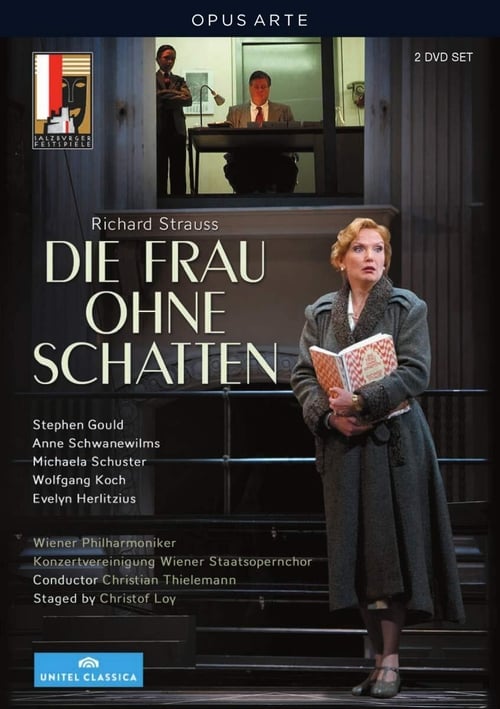 OPUS ARTE
2 DVD SET
SALZBURGER
FESTSPIELE
Richard Strauss
DIE FRAU
OHNE
SCHATTEN
Stephen Gould
Anne Schwanewilms
Michaela Schuster
Wolfgang Koch
Evelyn Herlitzius
Wiener Philharmoniker
Konzertvereinigung Wiener Staatsopernchor
Conductor Christian Thielemann
Staged by Christof Loy
UNITEL CLASSICA